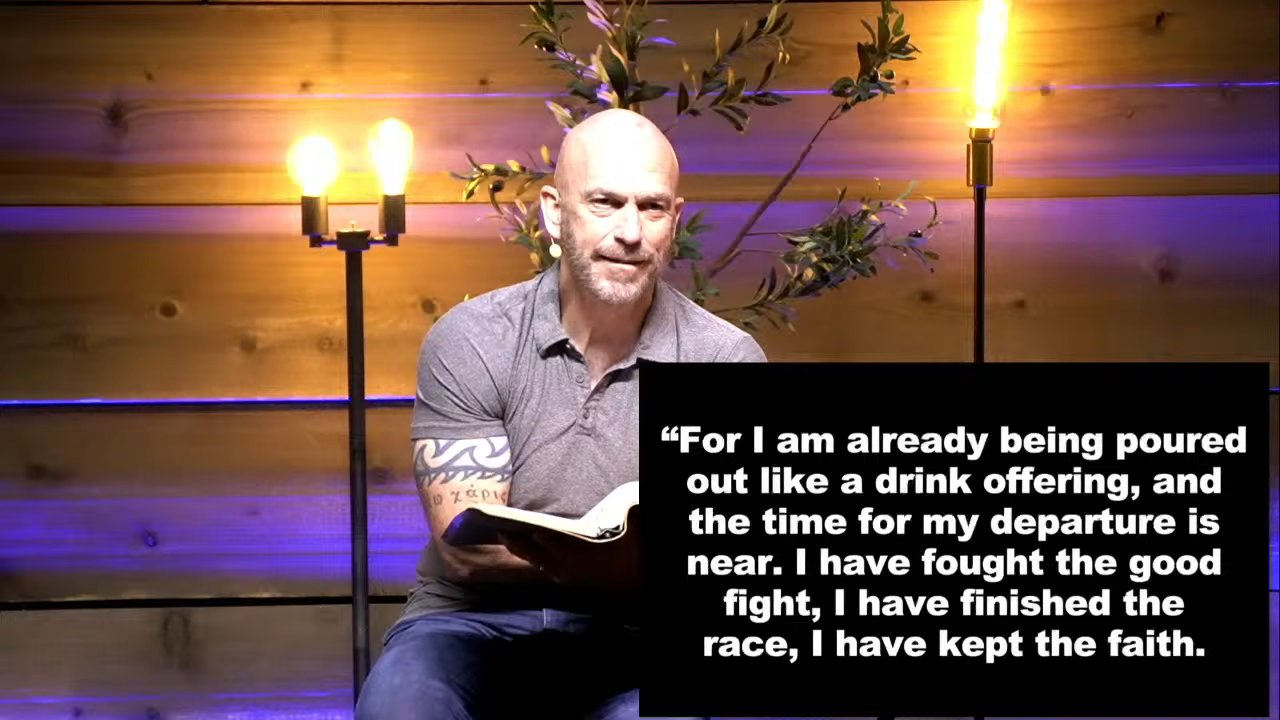 χάρις
“For I am already being poured
out like a drink offering, and
the time for my departure is
near. I have fought the good
fight, I have finished the
race, I have kept the faith.